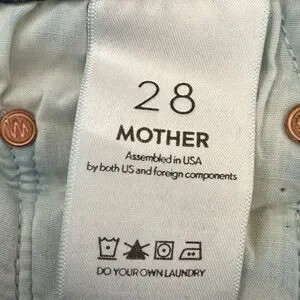 28
MOTHER
Assembled in USA
by both US and foreign components
DO YOUR OWN LAUNDRY